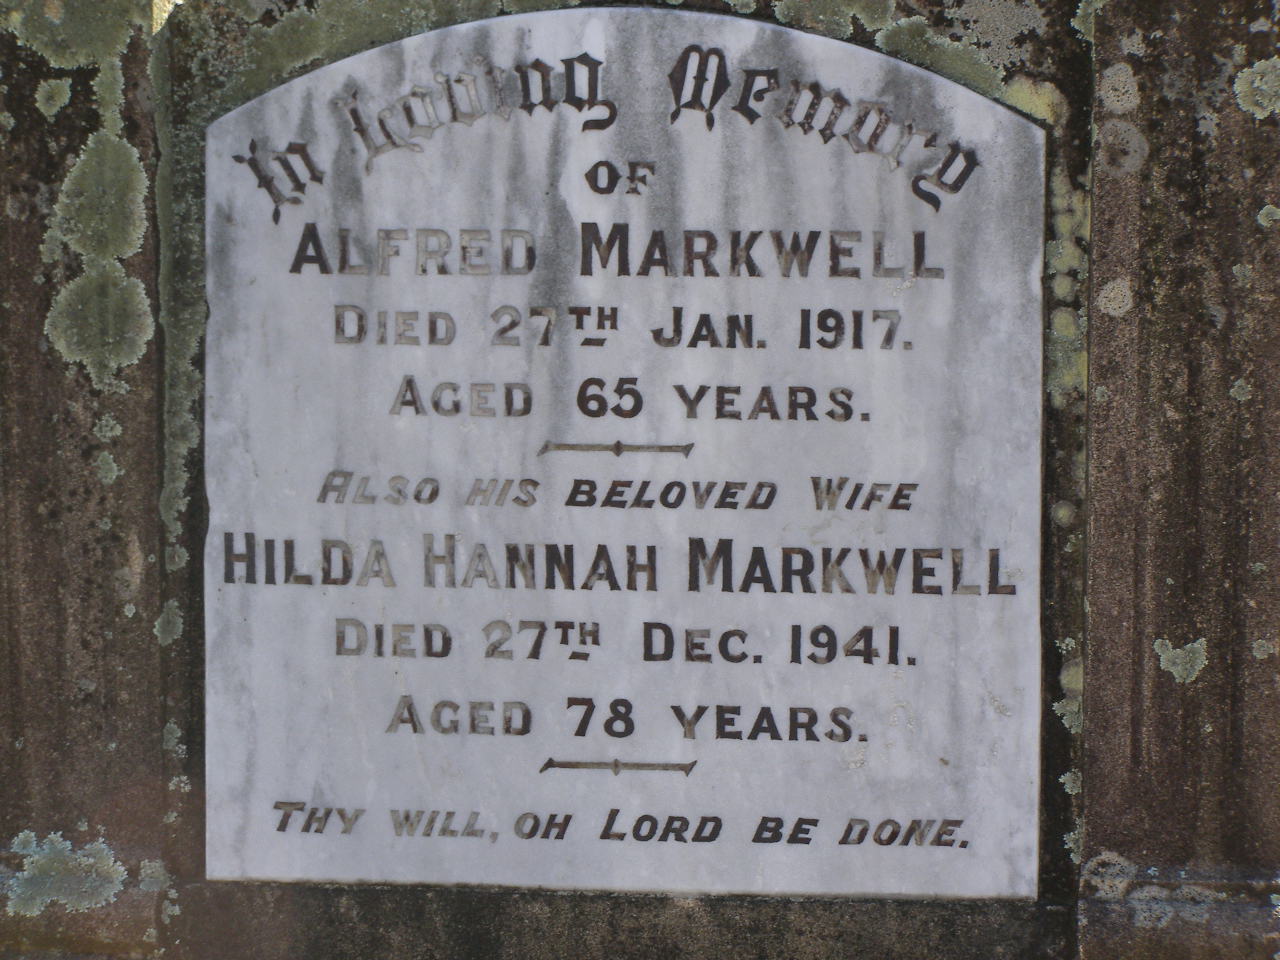 In Loving Memory
OF
ALFRED MARKWELL
DIED 27TH JAN. 1917.
AGED 65 YEARS.
ALSO HIS BELOVED WIFE
HILDA HANNAH MARKWELL
DIED 27TH DEC. 1941.
AGED 78 YEARS.
THY WILL, OH LORD BE DONE.